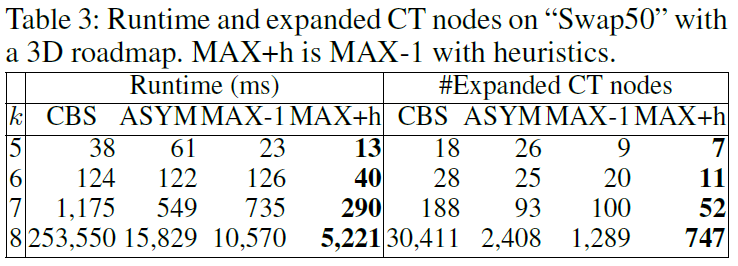 Table 3: Runtime and expanded CT nodes on “Swap50” with
a 3D roadmap. MAX+h is MAX-1 with heuristics.
Runtime (ms) #Expanded CT nodes
k CBS ASYM MAX-1 MAX+h CBS ASYM MAX-1 MAX+h
5 38 61 23 13 18 26 9 7
6 124 122 126 40 28 25 20 11
7 1,175 549 735 290 188 93 100 52
8 253,550 15,829 10,570 5,221 30,411 2,408 1,289 747